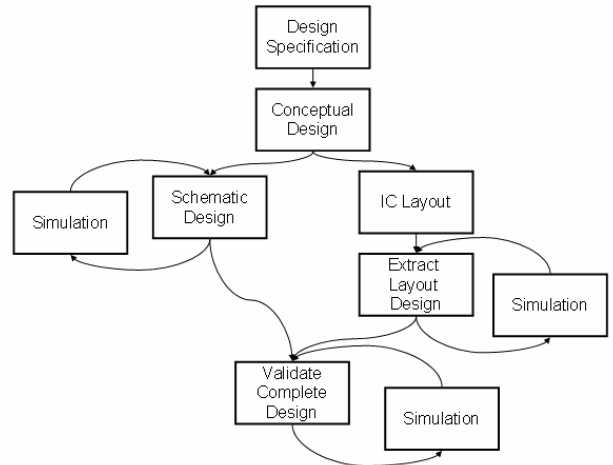 Design
Specification
Conceptual
Design
Simulation
Schematic
Design
IC Layout
Extract
Layout
Design
Simulation
Validate
Complete
Design
Simulation